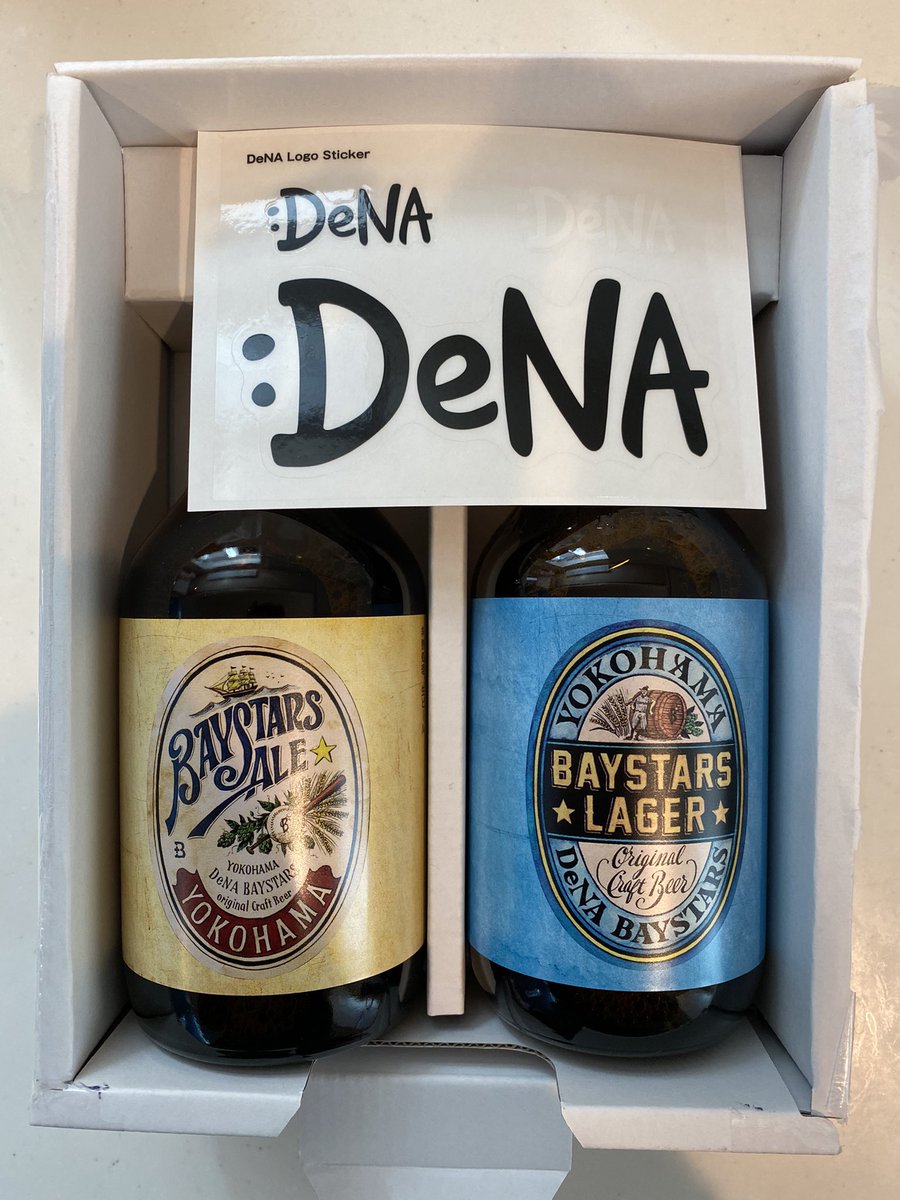 DeNA Logo Sticker
:DeNA
DeNA
:DeNA
BAYSTARS
ALE
B
B
YOKOHAMA
DeNA BAYSTARS
original Craft Beer
YOKOHAMA
YOKOHAMA
BAYSTARS
LAGER
Original
Craft Beer
DeNA BAYSTARS